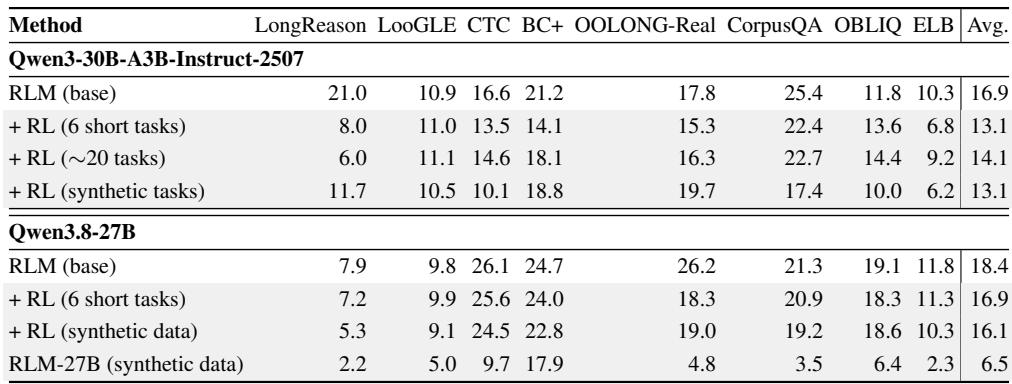 Method LongReason LooGLE CTC BC+ OOLONG-Real CorpusQA OBLIQ ELB Avg.
Qwen3-30B-A3B-Instruct-2507
RLM (base) 21.0 10.9 16.6 21.2 17.8 25.4 11.8 10.3 16.9
+ RL (6 short tasks) 8.0 11.0 13.5 14.1 15.3 22.4 13.6 6.8 13.1
+ RL (∼20 tasks) 6.0 11.1 14.6 18.1 16.3 22.7 14.4 9.2 14.1
+ RL (synthetic tasks) 11.7 10.5 10.1 18.8 19.7 17.4 10.0 6.2 13.1
Qwen3.8-27B
RLM (base) 7.9 9.8 26.1 24.7 26.2 21.3 19.1 11.8 18.4
+ RL (6 short tasks) 7.2 9.9 25.6 24.0 18.3 20.9 18.3 11.3 16.9
+ RL (synthetic data) 5.3 9.1 24.5 22.8 19.0 19.2 18.6 10.3 16.1
RLM-27B (synthetic data) 2.2 5.0 9.7 17.9 4.8 3.5 6.4 2.3 6.5